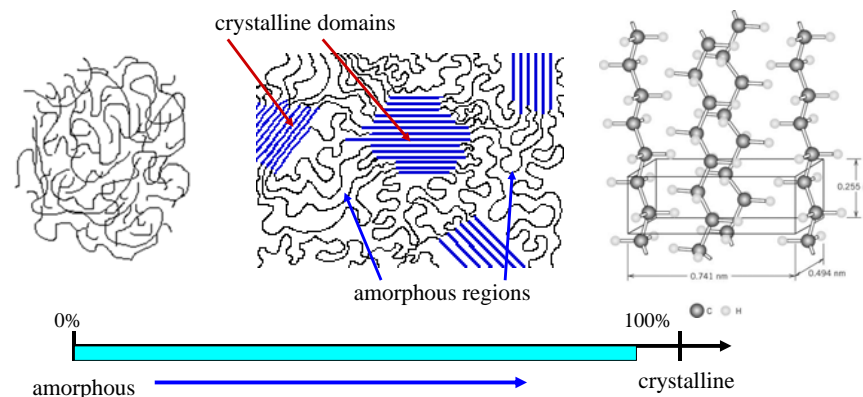 crystalline domains
amorphous regions
0.255
0.741 nm
0.494 nm
C H
0%
100%
amorphous
crystalline